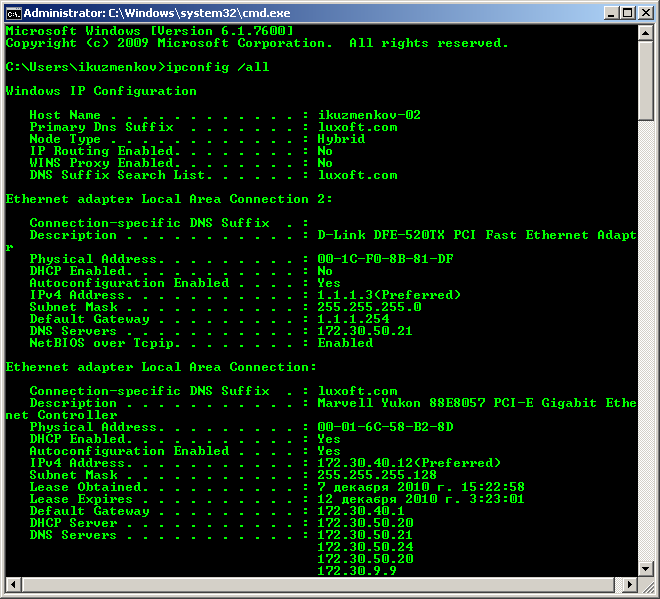 Administrator: C:\Windows\system32\cmd.exe
Microsoft Windows [Version 6.1.7600]
Copyright (c) 2009 Microsoft Corporation.  All rights reserved.
C:\Users\ikuzmenkov>ipconfig /all
Windows IP Configuration
   Host Name . . . . . . . . . . . . : ikuzmenkov-02
   Primary Dns Suffix  . . . . . . . : luxoft.com
   Node Type . . . . . . . . . . . . : Hybrid
   IP Routing Enabled. . . . . . . . : No
   WINS Proxy Enabled. . . . . . . . : No
   DNS Suffix Search List. . . . . . : luxoft.com
Ethernet adapter Local Area Connection 2:
   Connection-specific DNS Suffix  . :
   Description . . . . . . . . . . . : D-Link DFE-520TX PCI Fast Ethernet Adapt
r
   Physical Address. . . . . . . . . : 00-1C-F0-8B-81-DF
   DHCP Enabled. . . . . . . . . . . : No
   Autoconfiguration Enabled . . . . : Yes
   IPv4 Address. . . . . . . . . . . : 1.1.1.3(Preferred)
   Subnet Mask . . . . . . . . . . . : 255.255.255.0
   Default Gateway . . . . . . . . . : 1.1.1.254
   DNS Servers . . . . . . . . . . . : 172.30.50.21
   NetBIOS over Tcpip. . . . . . . . : Enabled
Ethernet adapter Local Area Connection:
   Connection-specific DNS Suffix  . : luxoft.com
   Description . . . . . . . . . . . : Marvell Yukon 88E8057 PCI-E Gigabit Ethe
net Controller
   Physical Address. . . . . . . . . : 00-01-6C-58-B2-8D
   DHCP Enabled. . . . . . . . . . . : Yes
   Autoconfiguration Enabled . . . . : Yes
   IPv4 Address. . . . . . . . . . . : 172.30.40.12(Preferred)
   Subnet Mask . . . . . . . . . . . : 255.255.255.128
   Lease Obtained. . . . . . . . . . : 7 декабря 2010 г. 15:22:58
   Lease Expires . . . . . . . . . . : 12 декабря 2010 г. 3:23:01
   Default Gateway . . . . . . . . . : 172.30.40.1
   DHCP Server . . . . . . . . . . . : 172.30.50.20
   DNS Servers . . . . . . . . . . . : 172.30.50.21
                                       172.30.50.24
                                       172.30.50.20
                                       172.30.9.9